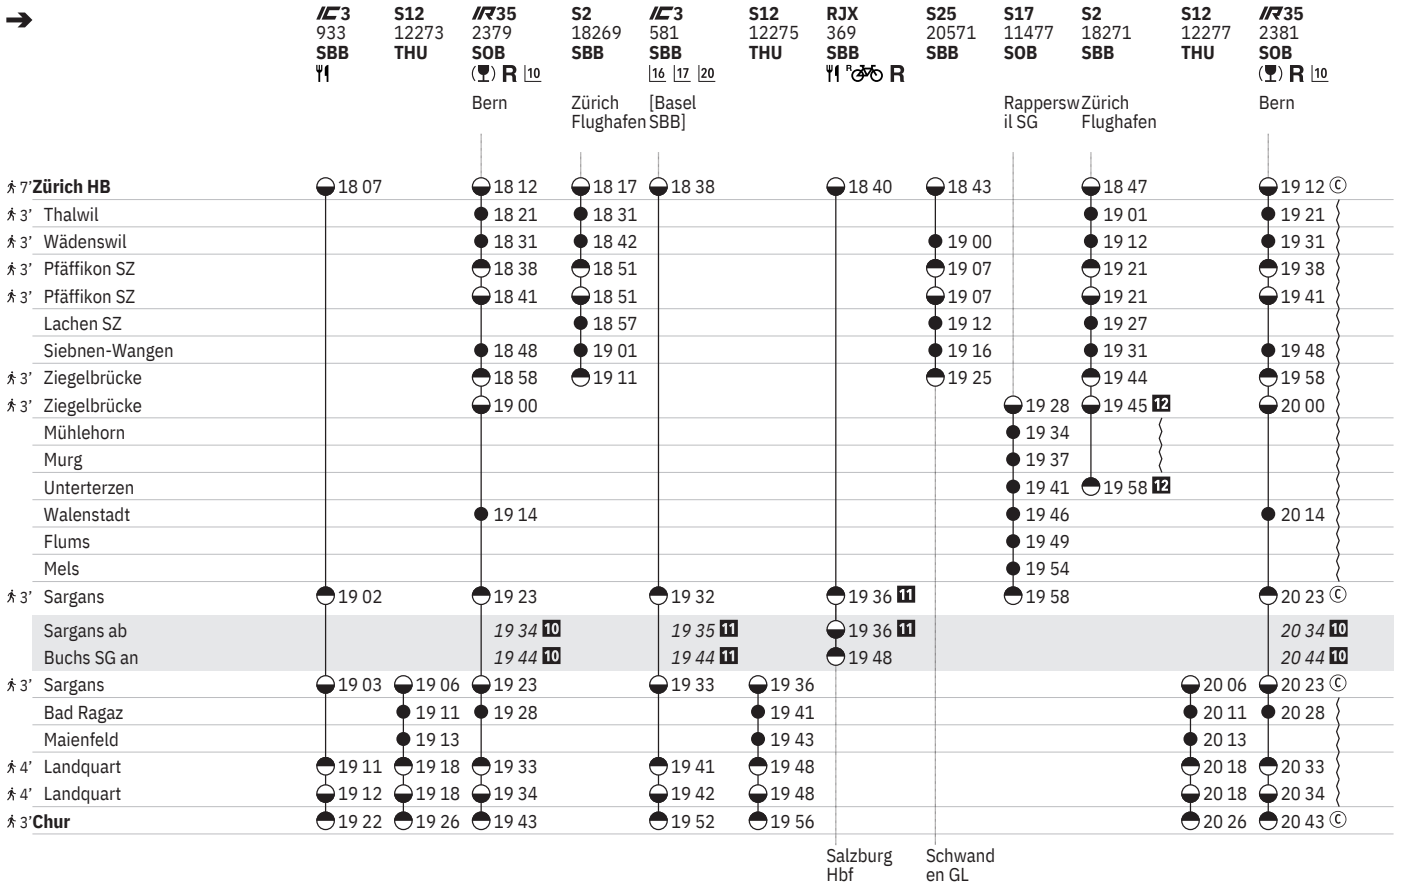 IC3 S12 IR35 S2 IC3 S12 RJX S25 S17 S2 S12 IR35
933 12273 2379 18269 581 12275 369 20571 11477 18271 12277 2381
SBB THU SOB SBB SBB THU SBB SBB SOB SBB THU SOB
R 10 16 17 20 R R R 10
Bern Zürich [Basel Rappersw Zürich Bern
Flughafen SBB] il SG Flughafen
7' Zürich HB 18 07 18 12 18 17 18 38 18 40 18 43 18 47 19 12 C
3' Thalwil 18 21 18 31 19 01 19 21
3' Wädenswil 18 31 18 42 19 00 19 12 19 31
3' Pfäffikon SZ 18 38 18 51 19 07 19 21 19 38
3' Pfäffikon SZ 18 41 18 51 19 07 19 21 19 41
Lachen SZ 18 57 19 12 19 27
Siebnen-Wangen 18 48 19 01 19 16 19 31 19 48
3' Ziegelbrücke 18 58 19 11 19 25 19 44 19 58
3' Ziegelbrücke 19 00 19 28 19 45 12 20 00
Mühlehorn 19 34
Murg 19 37
Unterterzen 19 41 19 58 12
Walenstadt 19 14 19 46 20 14
Flums 19 49
Mels 19 54
3' Sargans 19 02 19 23 19 32 19 36 11 19 58 20 23 C
Sargans ab 19 34 10 19 35 11 19 36 11 20 34 10
Buchs SG an 19 44 10 19 44 11 19 48 20 44 10
3' Sargans 19 03 19 06 19 23 19 33 19 36 20 06 20 23 C
Bad Ragaz 19 11 19 28 19 41 20 11 20 28
Maienfeld 19 13 19 43 20 13
4' Landquart 19 11 19 18 19 33 19 41 19 48 20 18 20 33
4' Landquart 19 12 19 18 19 34 19 42 19 48 20 18 20 34
3' Chur 19 22 19 26 19 43 19 52 19 56 20 26 20 43 C
Salzburg Schwand
Hbf en GL